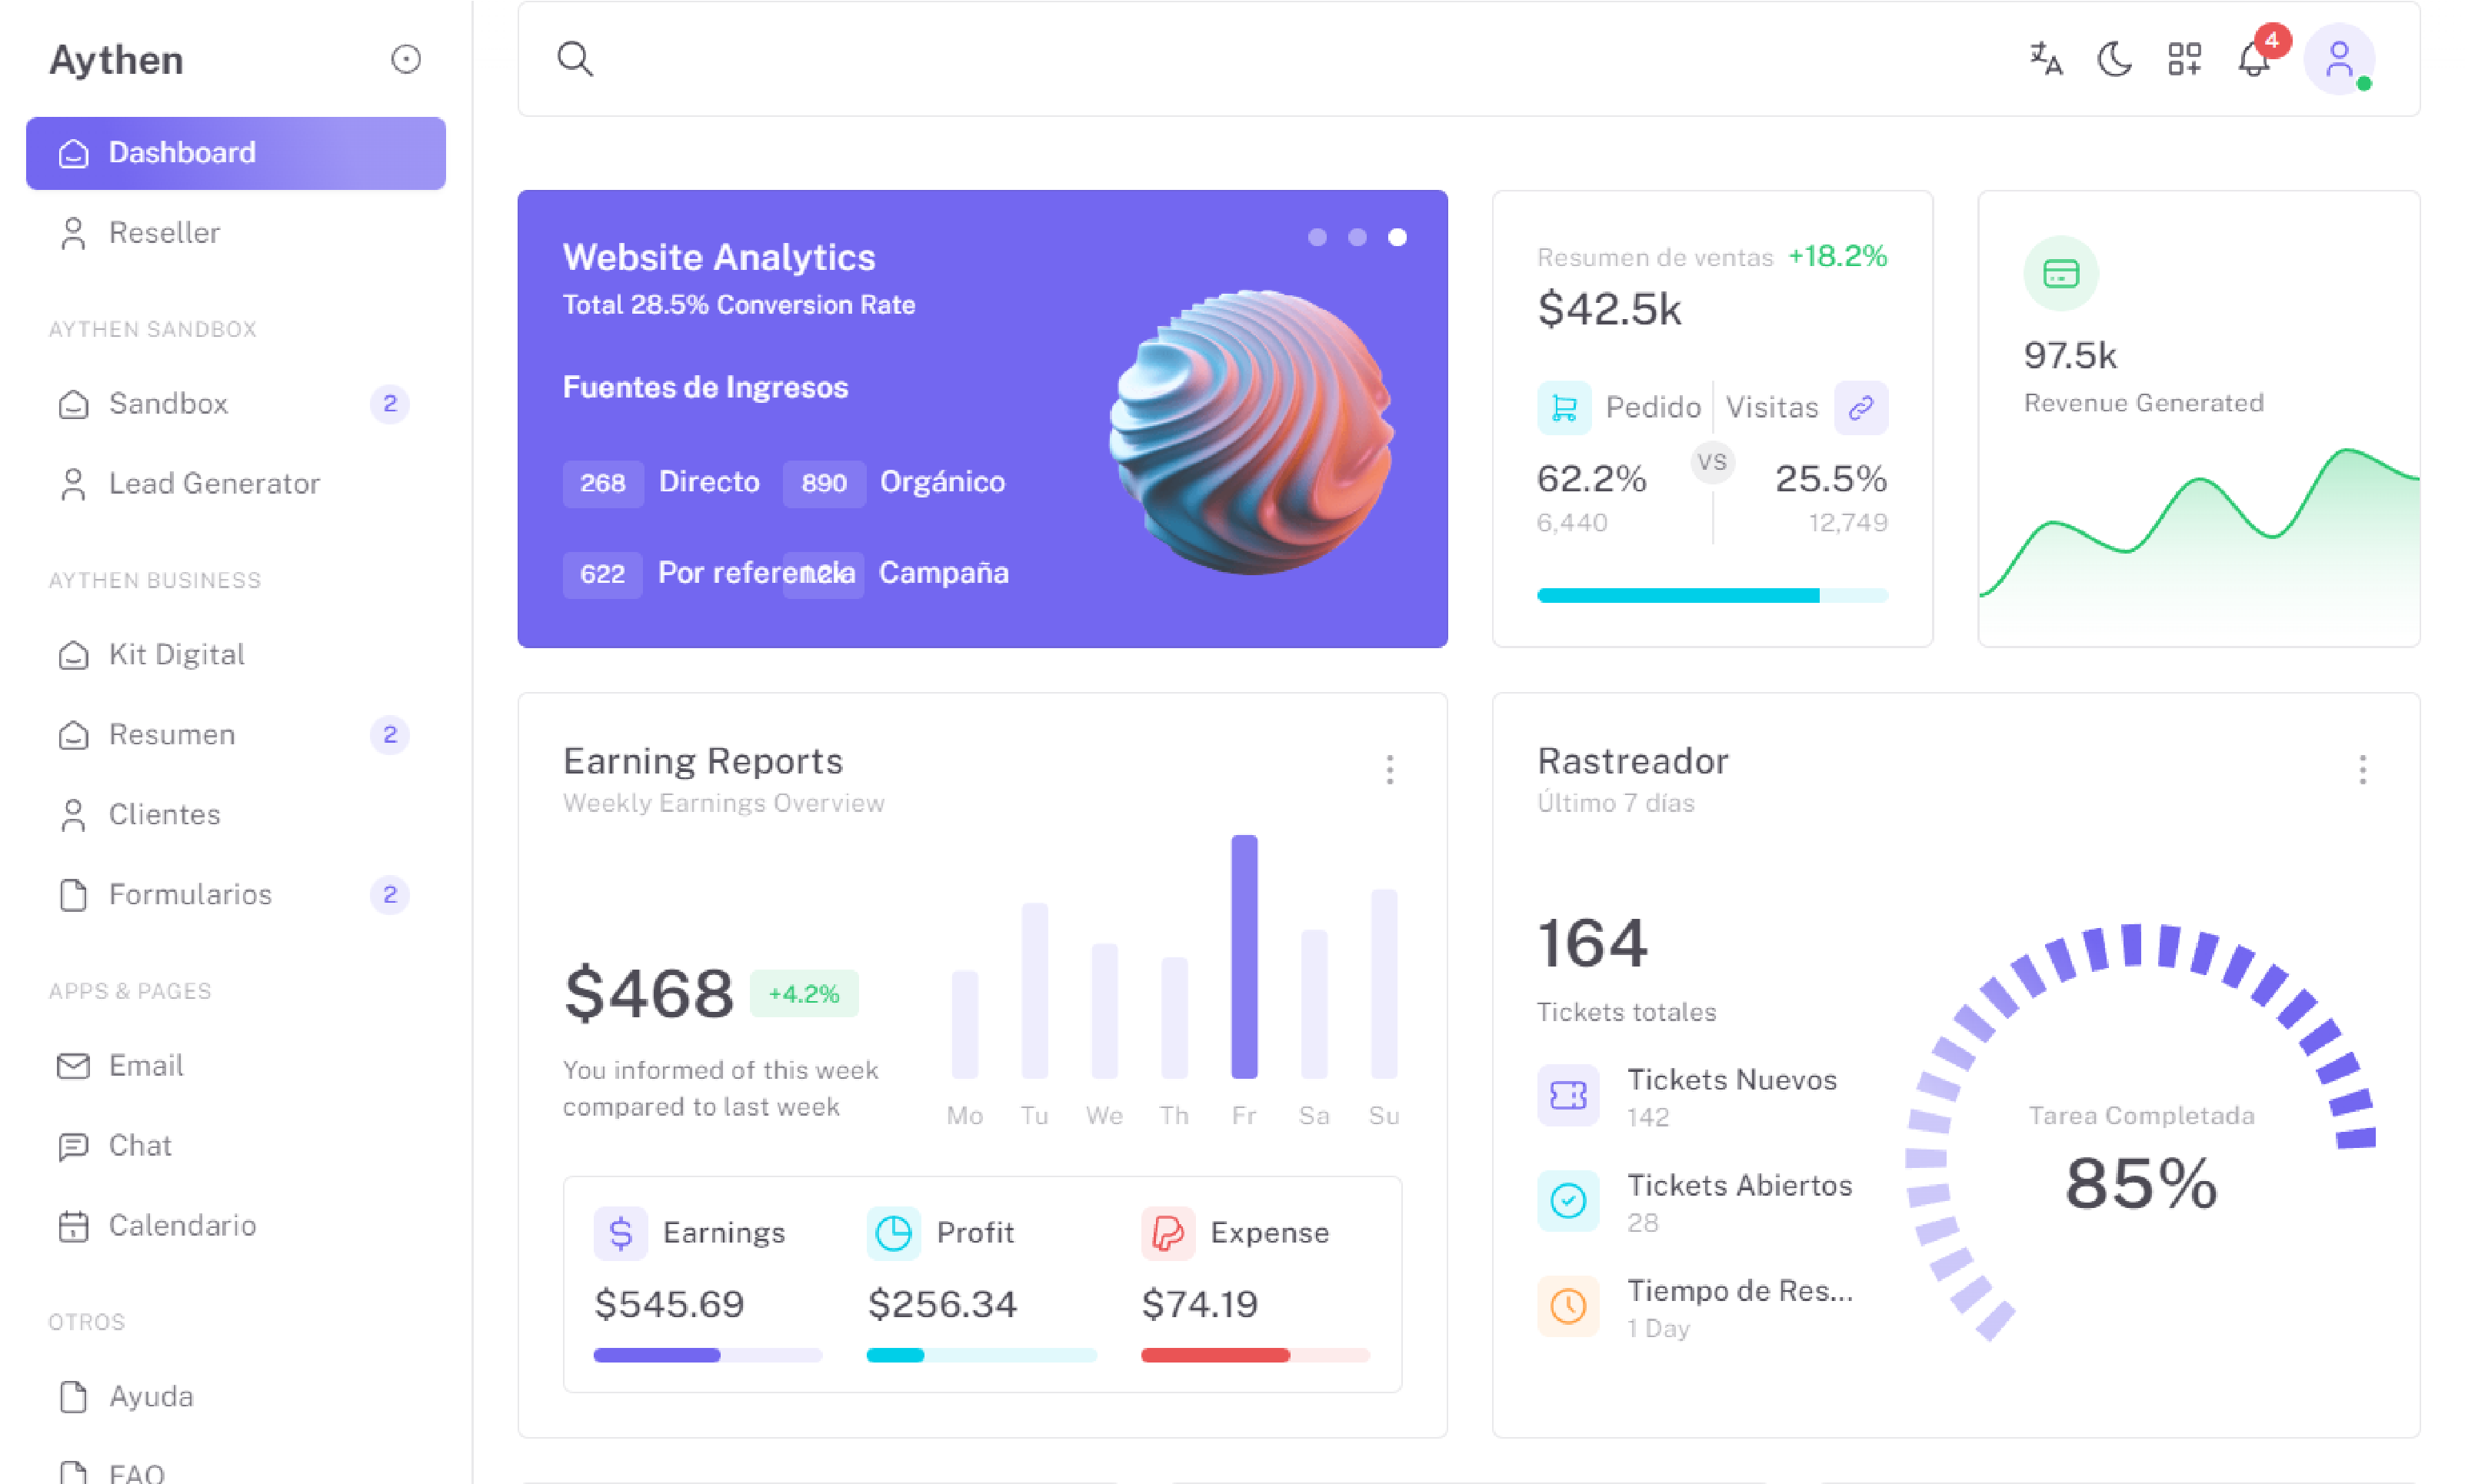 Aythen
Dashboard
Reseller
AYTHEN SANDBOX
Sandbox 2
Lead Generator
AYTHEN BUSINESS
Kit Digital
Resumen 2
Clientes
Formularios 2
APPS & PAGES
Email
Chat
Calendario
OTROS
Ayuda
FAQ
4
Website Analytics
Total 28.5% Conversion Rate
Fuentes de Ingresos
268 Directo 890 Orgánico
622 Por referencia 1.2k Campaña
Resumen de ventas +18.2%
$42.5k
Pedido Visitas
VS
62.2% 25.5%
6,440 12,749
97.5k
Revenue Generated
Earning Reports
Weekly Earnings Overview
$468 +4.2%
You informed of this week
compared to last week
Mo Tu We Th Fr Sa Su
Earnings Profit Expense
$545.69 $256.34 $74.19
Rastreador
Último 7 días
164
Tickets totales
Tickets Nuevos
142
Tickets Abiertos
28
Tiempo de Res...
1 Day
Tarea Completada
85%